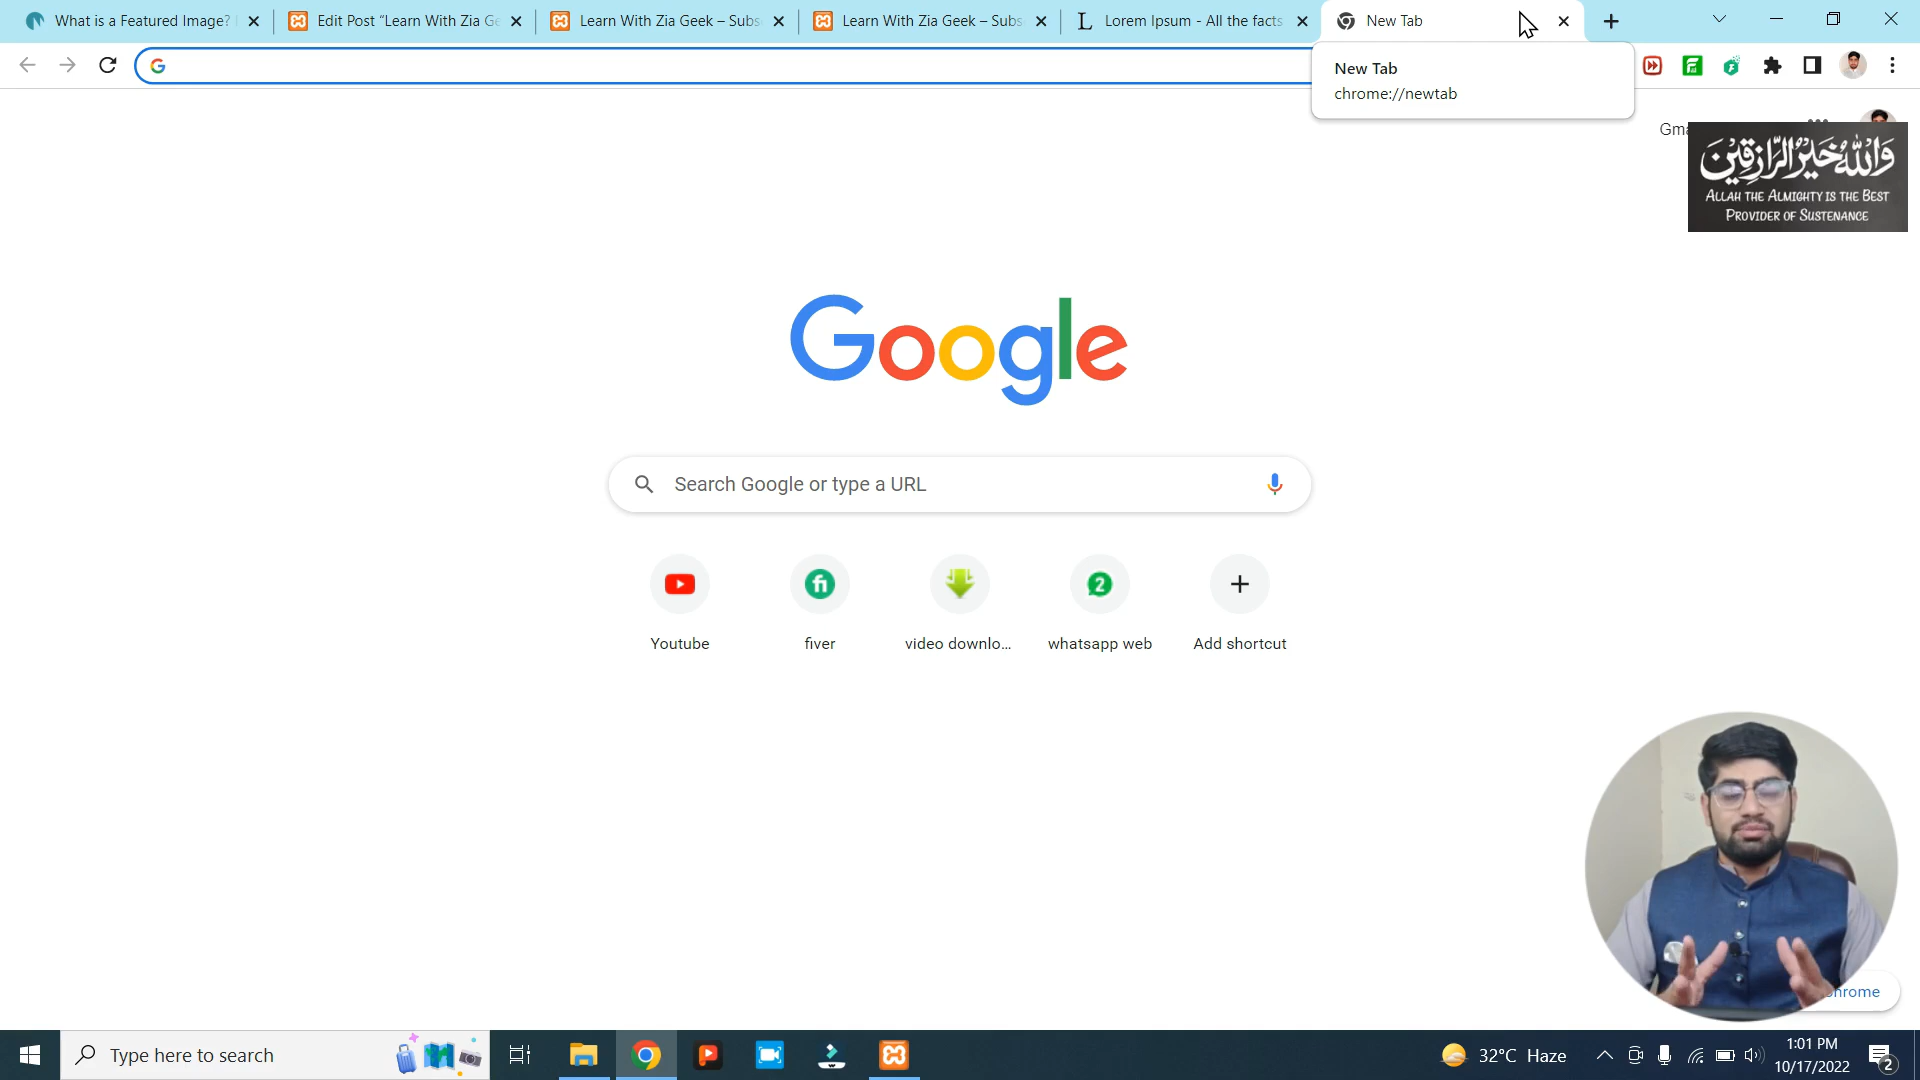 What is a Featured Image?
Edit Post “Learn With Zia Ge
Learn With Zia Geek – Subs
Learn With Zia Geek – Subs
Lorem Ipsum - All the facts
New Tab
New Tab
chrome://newtab
Gma
وَاللهُ خَيْرُ الرَّازِقِيْنَ
ALLAH THE ALMIGHTY IS THE BEST
PROVIDER OF SUSTENANCE
Google
Search Google or type a URL
Youtube
fiver
video downlo...
whatsapp web
Add shortcut
hrome
Type here to search
32°C Haze
1:01 PM
10/17/2022
2